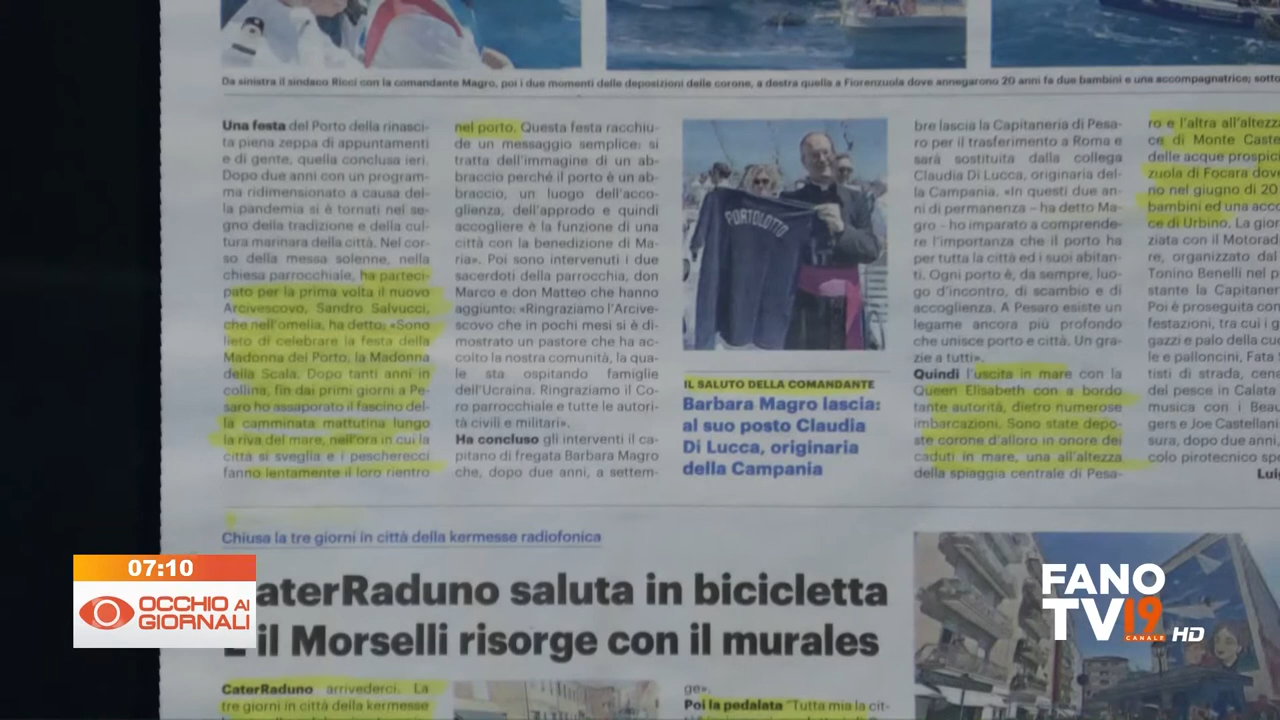 Da sinistra il sindaco Ricci con la comandante Magro, poi i due momenti delle deposizioni delle corone, a destra quella a Fiorenzuola dove annegarono 20 anni fa due bambini e una accompagnatrice; sotto
Una festa del Porto della rinasci-
ta piena zeppa di appuntamenti
e di gente, quella conclusa ieri.
Dopo due anni con un program-
ma ridimensionato a causa del-
la pandemia si è tornati nel se-
gno della tradizione e della cul-
tura marinara della città. Nel cor-
so della messa solenne, nella
chiesa parrocchiale, ha parteci-
pato per la prima volta il nuovo
Arcivescovo, Sandro Salvucci,
che nell'omelia, ha detto: «Sono
lieto di celebrare la festa della
Madonna del Porto, la Madonna
della Scala. Dopo tanti anni in
collina, fin dai primi giorni a Pe-
saro ho assaporato il fascino del-
la camminata mattutina lungo
la riva del mare, nell'ora in cui la
città si sveglia e i pescherecci
fanno lentamente il loro rientro
nel porto. Questa festa racchiu-
de un messaggio semplice: si
tratta dell'immagine di un ab-
braccio perché il porto è un ab-
braccio, un luogo dell'acco-
glienza, dell'approdo e quindi
accogliere è la funzione di una
città con la benedizione di Ma-
ria». Poi sono intervenuti i due
sacerdoti della parrocchia, don
Marco e don Matteo che hanno
aggiunto: «Ringraziamo l'Arcive-
scovo che in pochi mesi si è di-
mostrato un pastore che ha ac-
colto la nostra comunità, la qua-
le sta ospitando famiglie
dell'Ucraina. Ringraziamo il Co-
ro parrocchiale e tutte le autori-
tà civili e militari».
Ha concluso gli interventi il ca-
pitano di fregata Barbara Magro
che, dopo due anni, a settem-
PORTOLOTTO
IL SALUTO DELLA COMANDANTE
Barbara Magro lascia:
al suo posto Claudia
Di Lucca, originaria
della Campania
bre lascia la Capitaneria di Pesa-
ro per il trasferimento a Roma e
sarà sostituita dalla collega
Claudia Di Lucca, originaria del-
la Campania. «In questi due an-
ni di permanenza – ha detto Ma-
gro – ho imparato a comprende-
re l'importanza che il porto ha
per tutta la città ed i suoi abitan-
ti. Ogni porto è, da sempre, luo-
go d'incontro, di scambio e di
accoglienza. A Pesaro esiste un
legame ancora più profondo
che unisce porto e città. Un gra-
zie a tutti».
Quindi l'uscita in mare con la
Queen Elisabeth con a bordo
tante autorità, dietro numerose
imbarcazioni. Sono state depo-
ste corone d'alloro in onore dei
caduti in mare, una all'altezza
della spiaggia centrale di Pesa-
ro e l'altra all'altezz
ce di Monte Caste
delle acque prospici
zuola di Focara dove
no nel giugno di 20
bambini ed una acco
ce di Urbino. La gior
ziata con il Motorad
re, organizzato dal
Tonino Benelli nel p
stante la Capitaner
Poi è proseguita con
festazioni, tra cui i g
gazzi e palo della cuc
le e palloncini, Fata
tisti di strada, cena
del pesce in Calata
musica con i Beau
gers e Joe Castellani
sura, dopo due anni,
colo pirotecnico spe
Luig
Chiusa la tre giorni in città della kermesse radiofonica
aterRaduno saluta in bicicletta
E il Morselli risorge con il murales
CaterRaduno arrivederci. La
tre giorni in città della kermesse
ge».
Poi la pedalata "Tutta mia la cit-
07:10
OCCHIO AI
GIORNALI
FANO
TV19
CANALE HD